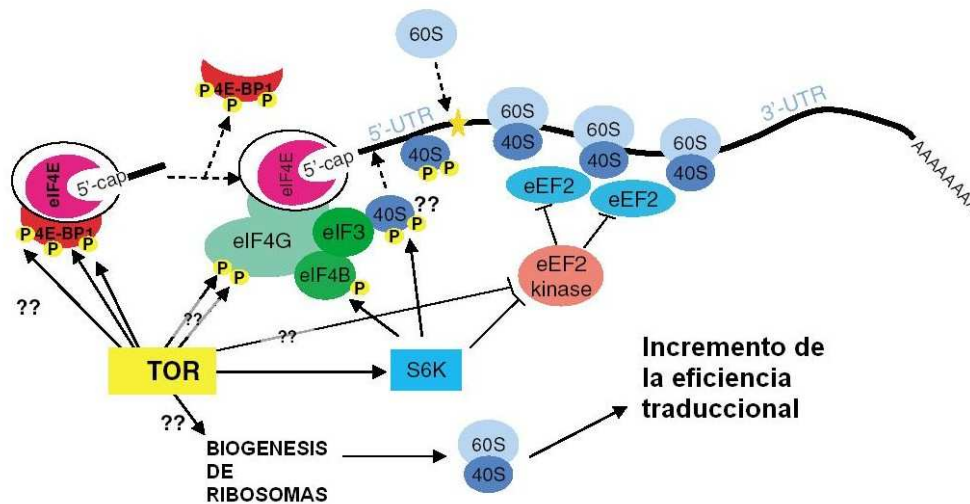 60S
4E-BP1
P
P
P
5'-UTR
3'-UTR
60S
60S
60S
40S
40S
40S
40S
P
P
AAAAAAAA
eIF4E
5'-cap
eIF4E
5'-cap
4E-BP1
P
P
P
eEF2
eEF2
40S
??
P
P
eIF4G
eIF3
P
P
eIF4B
P
eEF2
kinase
??
??
??
TOR
S6K
Incremento de
la eficiencia
traduccional
??
BIOGENESIS
DE
RIBOSOMAS
60S
40S